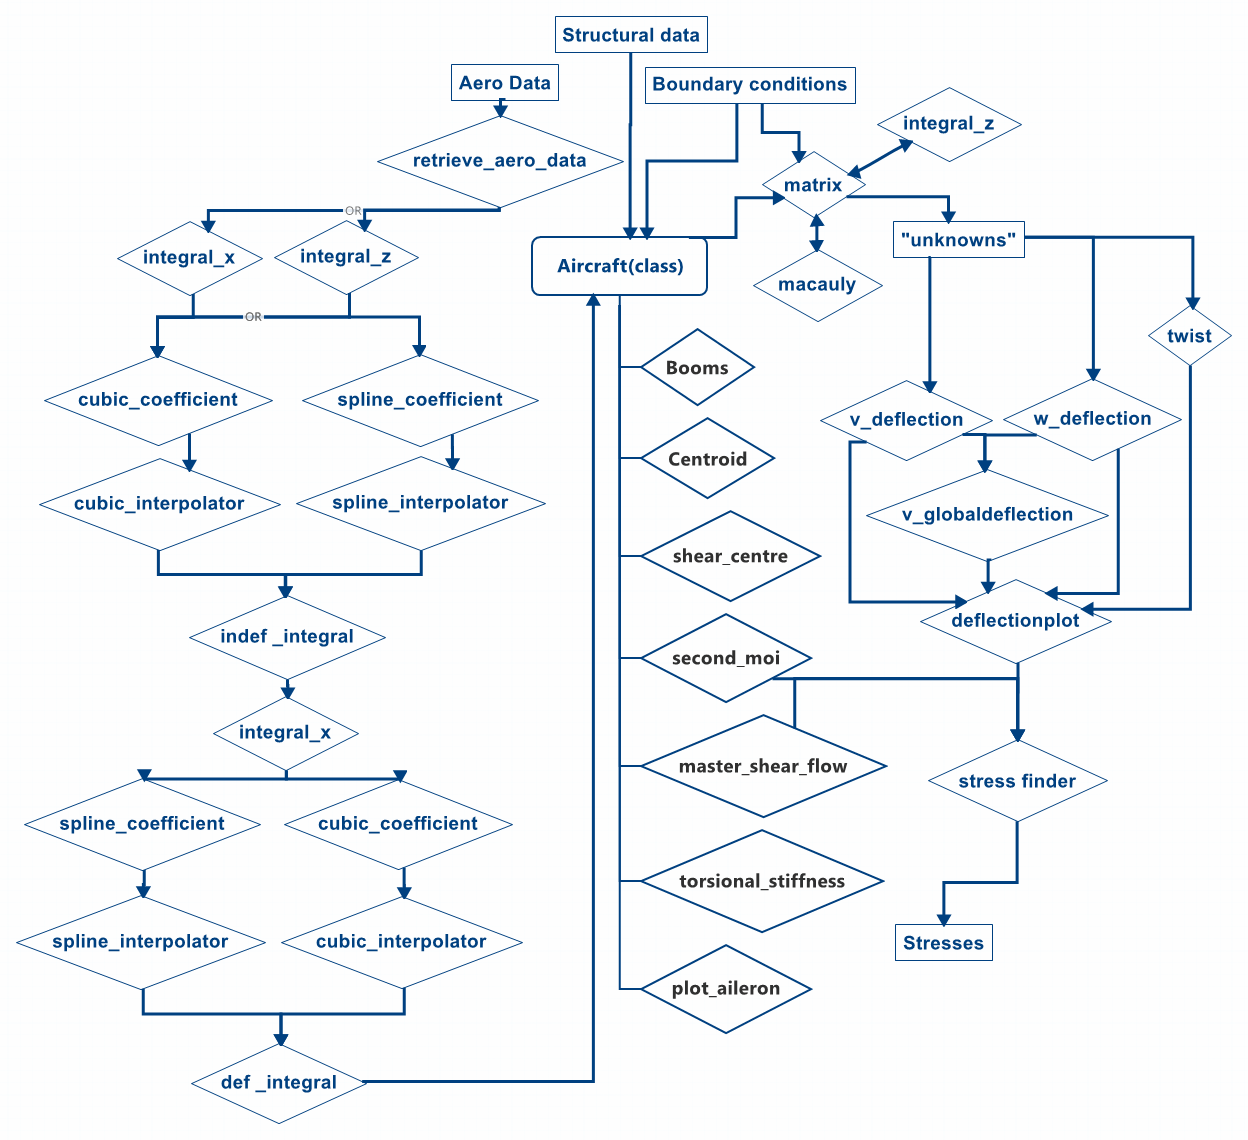 Structural data
Aero Data
Boundary conditions
integral_z
retrieve_aero_data
matrix
OR
"unknowns"
integral_x
integral_z
Aircraft(class)
macauly
OR
twist
Booms
cubic_coefficient
spline_coefficient
v_deflection
w_deflection
Centroid
cubic_interpolator
spline_interpolator
v_globaldeflection
shear_centre
indef _integral
deflectionplot
second_moi
integral_x
master_shear_flow
stress finder
spline_coefficient
cubic_coefficient
torsional_stiffness
spline_interpolator
cubic_interpolator
Stresses
plot_aileron
def _integral